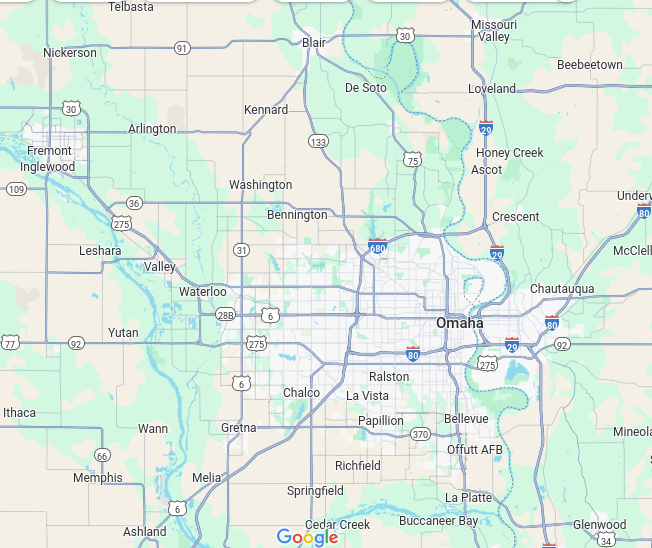 Telbasta
Missouri
Valley
Blair
30
Nickerson
91
Beebeetown
De Soto
Loveland
30
Kennard
Arlington
29
133
Fremont
Honey Creek
75
Inglewood
Ascot
Washington
109
36
Underw
80
Bennington
Crescent
275
Leshara
31
680
29
McClell
Valley
Waterloo
Chautauqua
28B
6
Omaha
80
Yutan
77
92
275
29
92
80
275
Ralston
6
Chalco
La Vista
Ithaca
Papillion
Bellevue
Wann
Gretna
370
Mineola
66
Offutt AFB
Richfield
Memphis
Melia
Springfield
La Platte
6
Ashland
Cedar Creek
Buccaneer Bay
Glenwood
Google
34